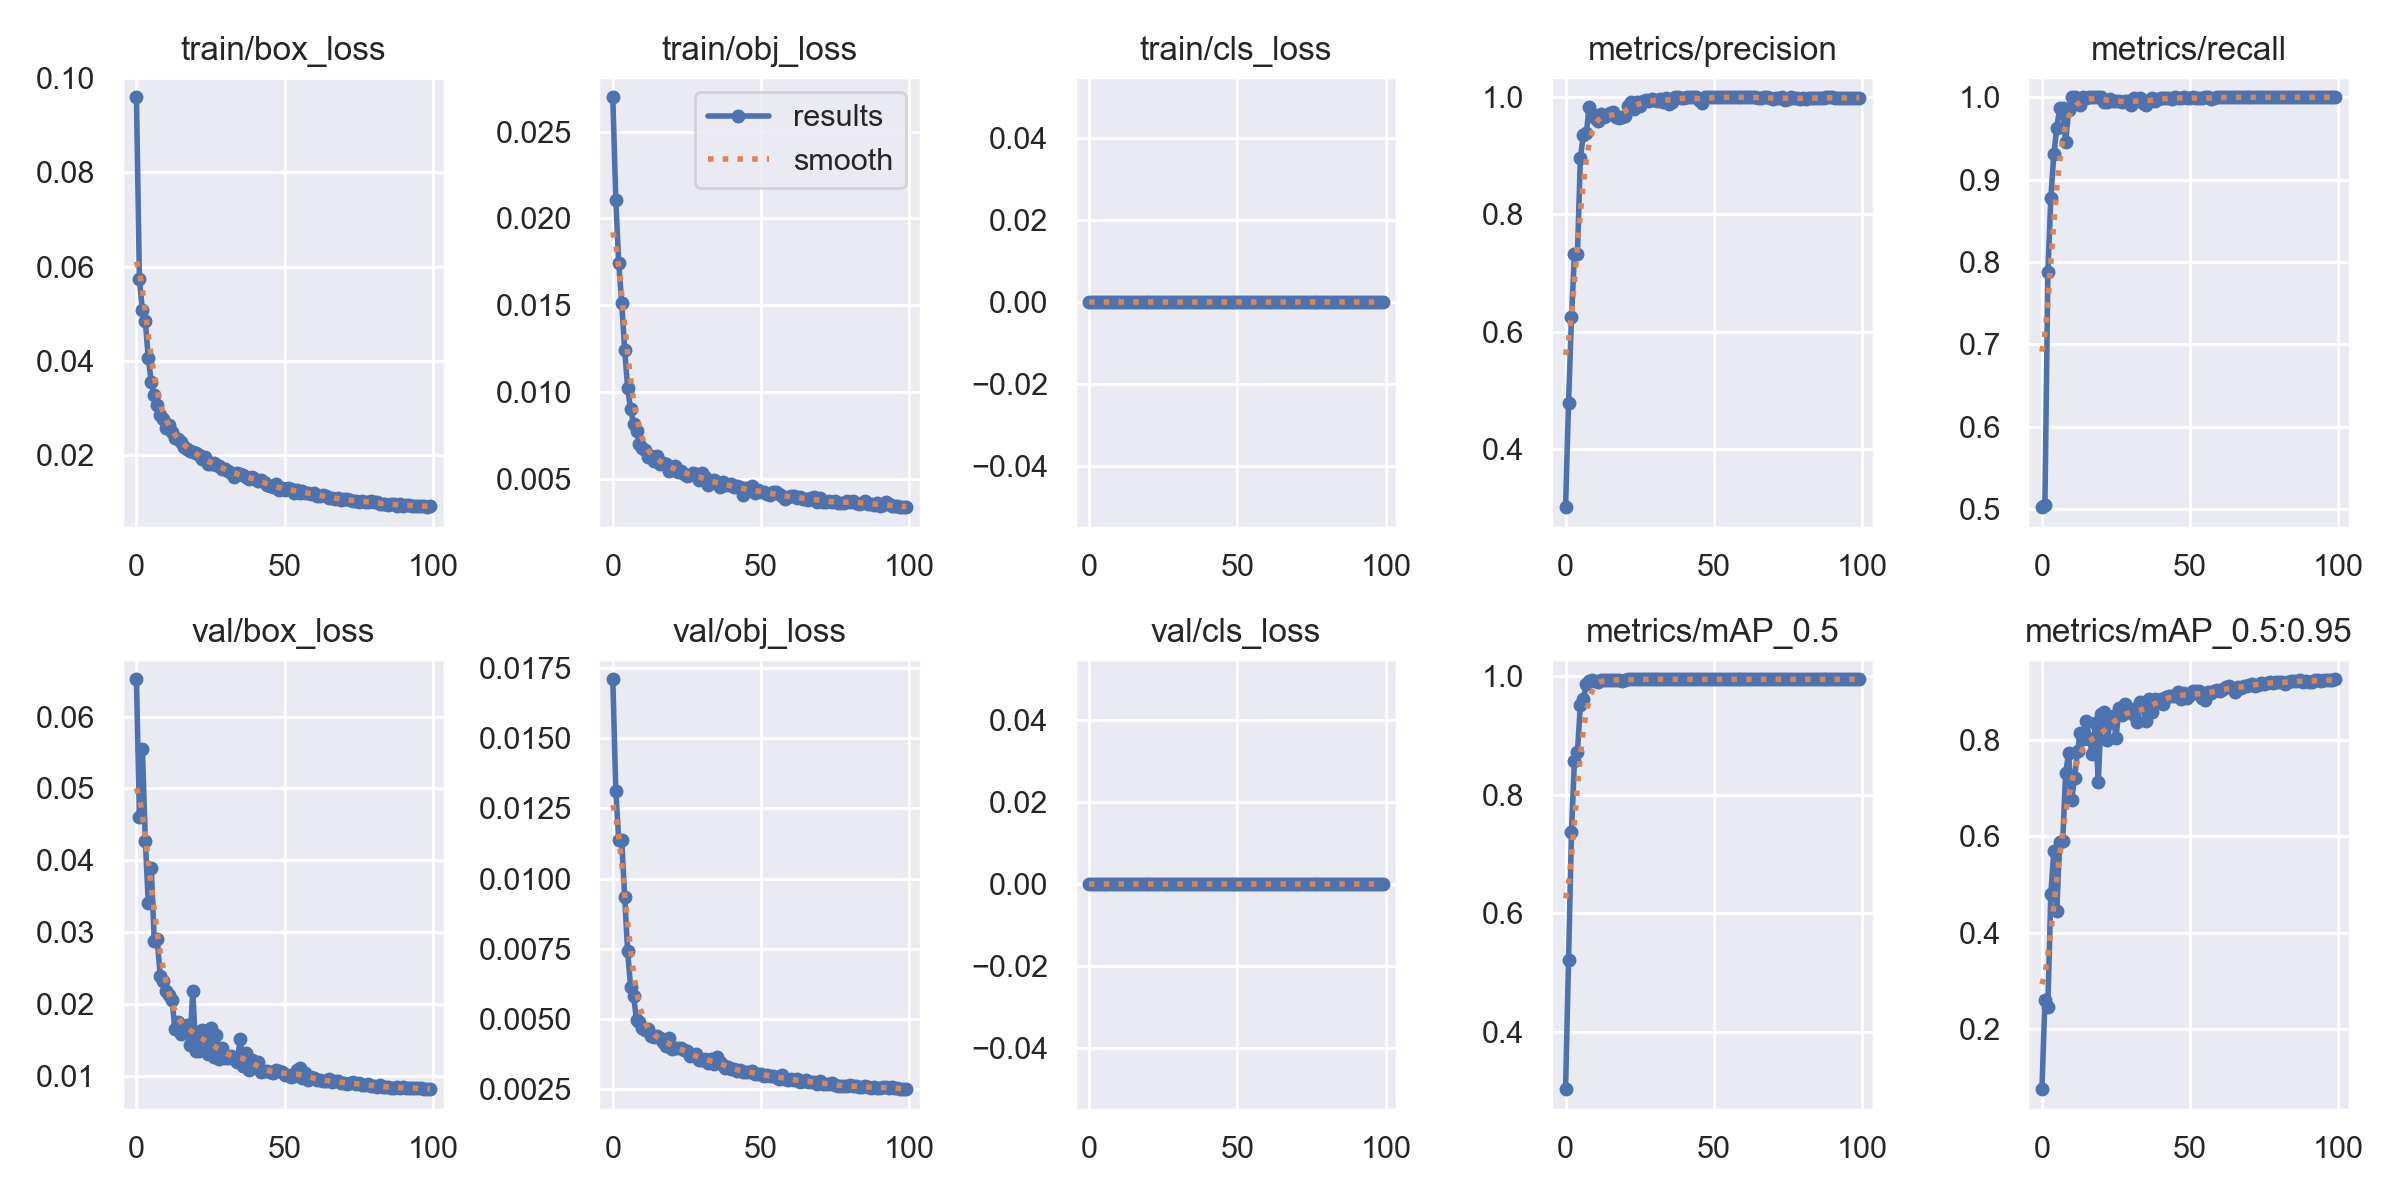 train/box_loss
0.10
0.08
0.06
0.04
0.02
0 50 100
train/obj_loss
results
smooth
0.025
0.020
0.015
0.010
0.005
0 50 100
train/cls_loss
0.04
0.02
0.00
−0.02
−0.04
0 50 100
metrics/precision
1.0
0.8
0.6
0.4
0 50 100
metrics/recall
1.0
0.9
0.8
0.7
0.6
0.5
0 50 100
val/box_loss
0.06
0.05
0.04
0.03
0.02
0.01
0 50 100
val/obj_loss
0.0175
0.0150
0.0125
0.0100
0.0075
0.0050
0.0025
0 50 100
val/cls_loss
0.04
0.02
0.00
−0.02
−0.04
0 50 100
metrics/mAP_0.5
1.0
0.8
0.6
0.4
0 50 100
metrics/mAP_0.5:0.95
0.8
0.6
0.4
0.2
0 50 100